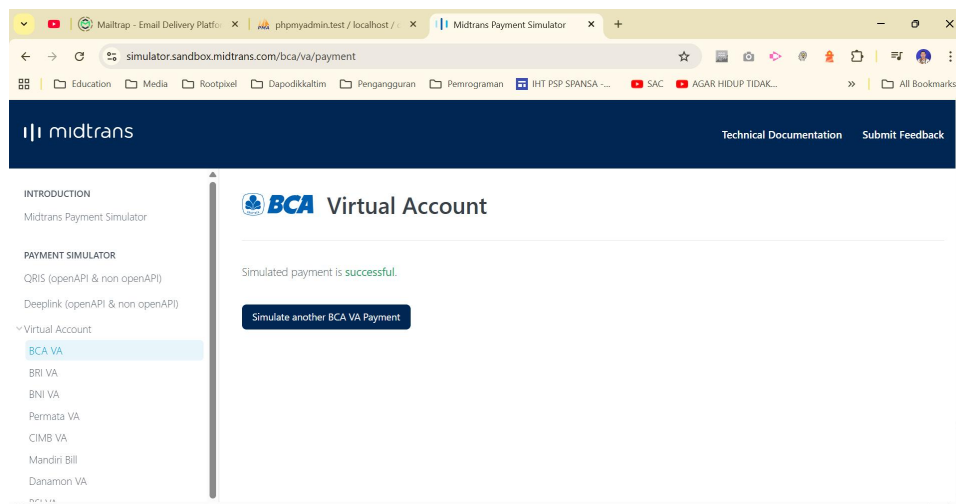 Mailtrap - Email Delivery Platfo
phpmyadmin.test / localhost /
Midtrans Payment Simulator
simulator.sandbox.midtrans.com/bca/va/payment
Education
Media
Rootpixel
Dapodikkaltim
Pengangguran
Pemrograman
IHT PSP SPANSA -...
SAC
AGAR HIDUP TIDAK...
All Bookmarks
midtrans
Technical Documentation
Submit Feedback
INTRODUCTION
Midtrans Payment Simulator
PAYMENT SIMULATOR
QRIS (openAPI & non openAPI)
Deeplink (openAPI & non openAPI)
Virtual Account
BCA VA
BRI VA
BNI VA
Permata VA
CIMB VA
Mandiri Bill
Danamon VA
BCA Virtual Account
Simulated payment is successful.
Simulate another BCA VA Payment